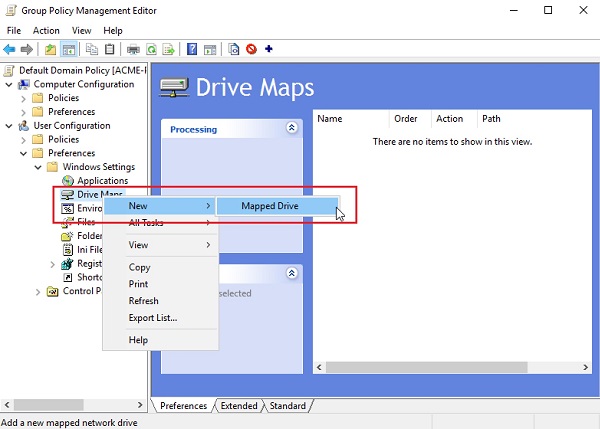 Group Policy Management Editor
File Action View Help
Default Domain Policy [ACME-
Computer Configuration
Policies
Preferences
User Configuration
Policies
Preferences
Windows Settings
Applications
Drive Maps
Enviro
Files
Folder
Ini File
Regist
Shortc
Control P
Drive Maps
Processing
selected
Name Order Action Path
There are no items to show in this view.
New
All Tasks
View
Copy
Print
Refresh
Export List...
Help
Mapped Drive
Preferences Extended Standard
Add a new mapped network drive